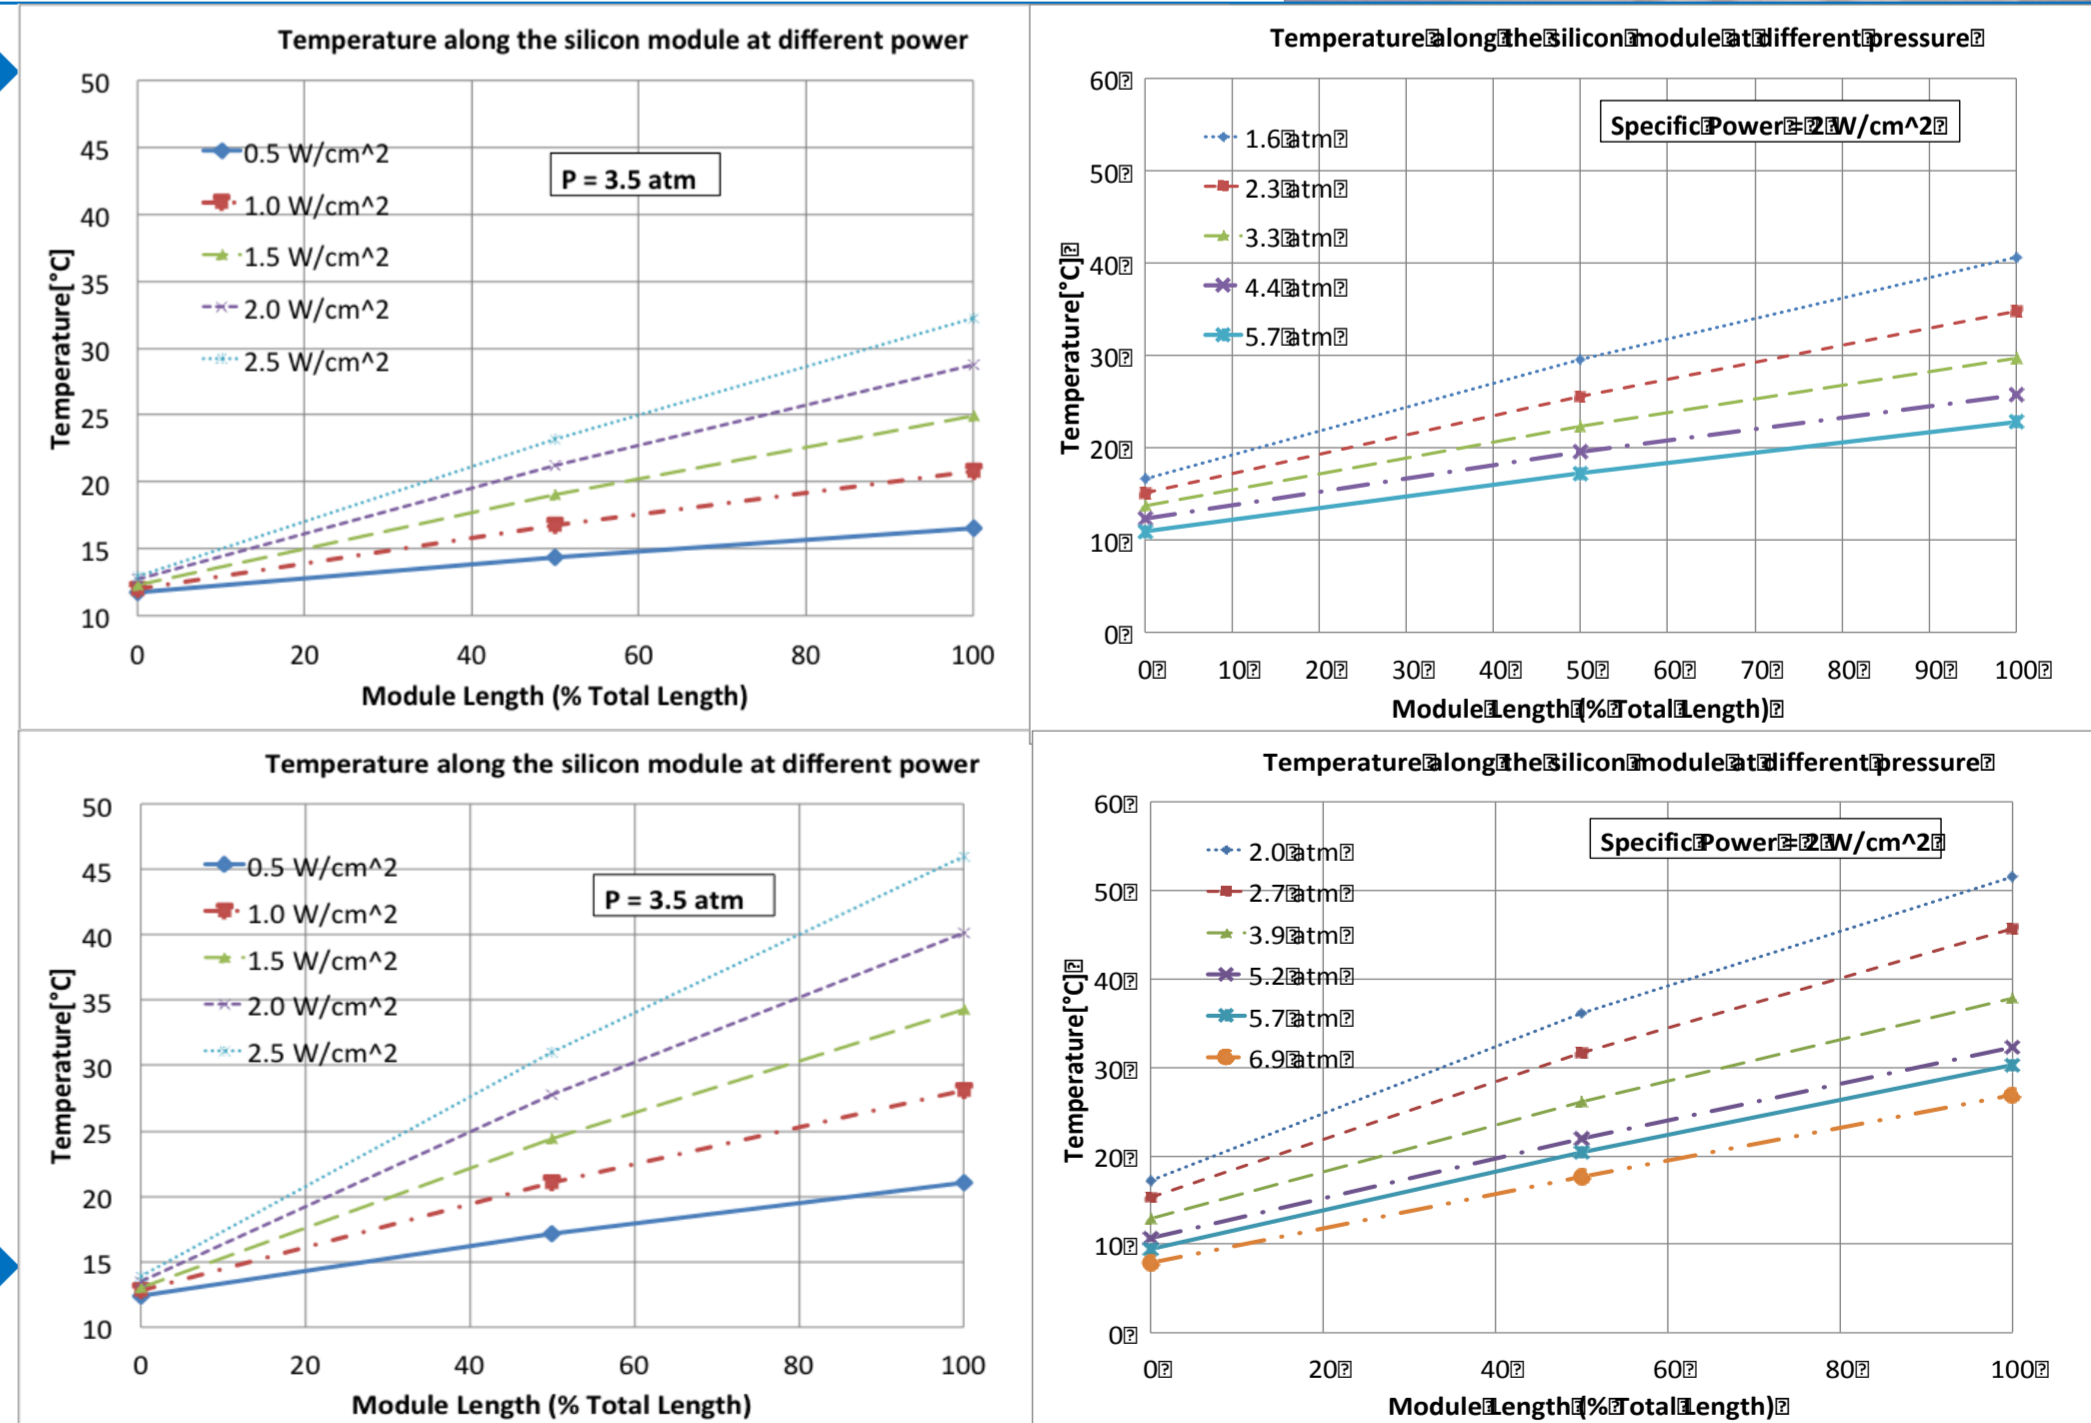 Temperature along the silicon module at different power
50
45
40
35
30
25
20
15
10
0.5 W/cm^2
1.0 W/cm^2
1.5 W/cm^2
2.0 W/cm^2
2.5 W/cm^2
P = 3.5 atm
Temperature[°C]
0 20 40 60 80 100
Module Length (% Total Length)
Temperature along the silicon module at different pressure
60
50
40
30
20
10
0
1.6 atm
2.3 atm
3.3 atm
4.4 atm
5.7 atm
Specific Power = 2 W/cm^2
Temperature[°C]
0 10 20 30 40 50 60 70 80 90 100
Module Length (% Total Length)
Temperature along the silicon module at different power
50
45
40
35
30
25
20
15
10
0.5 W/cm^2
1.0 W/cm^2
1.5 W/cm^2
2.0 W/cm^2
2.5 W/cm^2
P = 3.5 atm
Temperature[°C]
0 20 40 60 80 100
Module Length (% Total Length)
Temperature along the silicon module at different pressure
60
50
40
30
20
10
0
2.0 atm
2.7 atm
3.9 atm
5.2 atm
5.7 atm
6.9 atm
Specific Power = 2 W/cm^2
Temperature[°C]
0 20 40 60 80 100
Module Length (% Total Length)